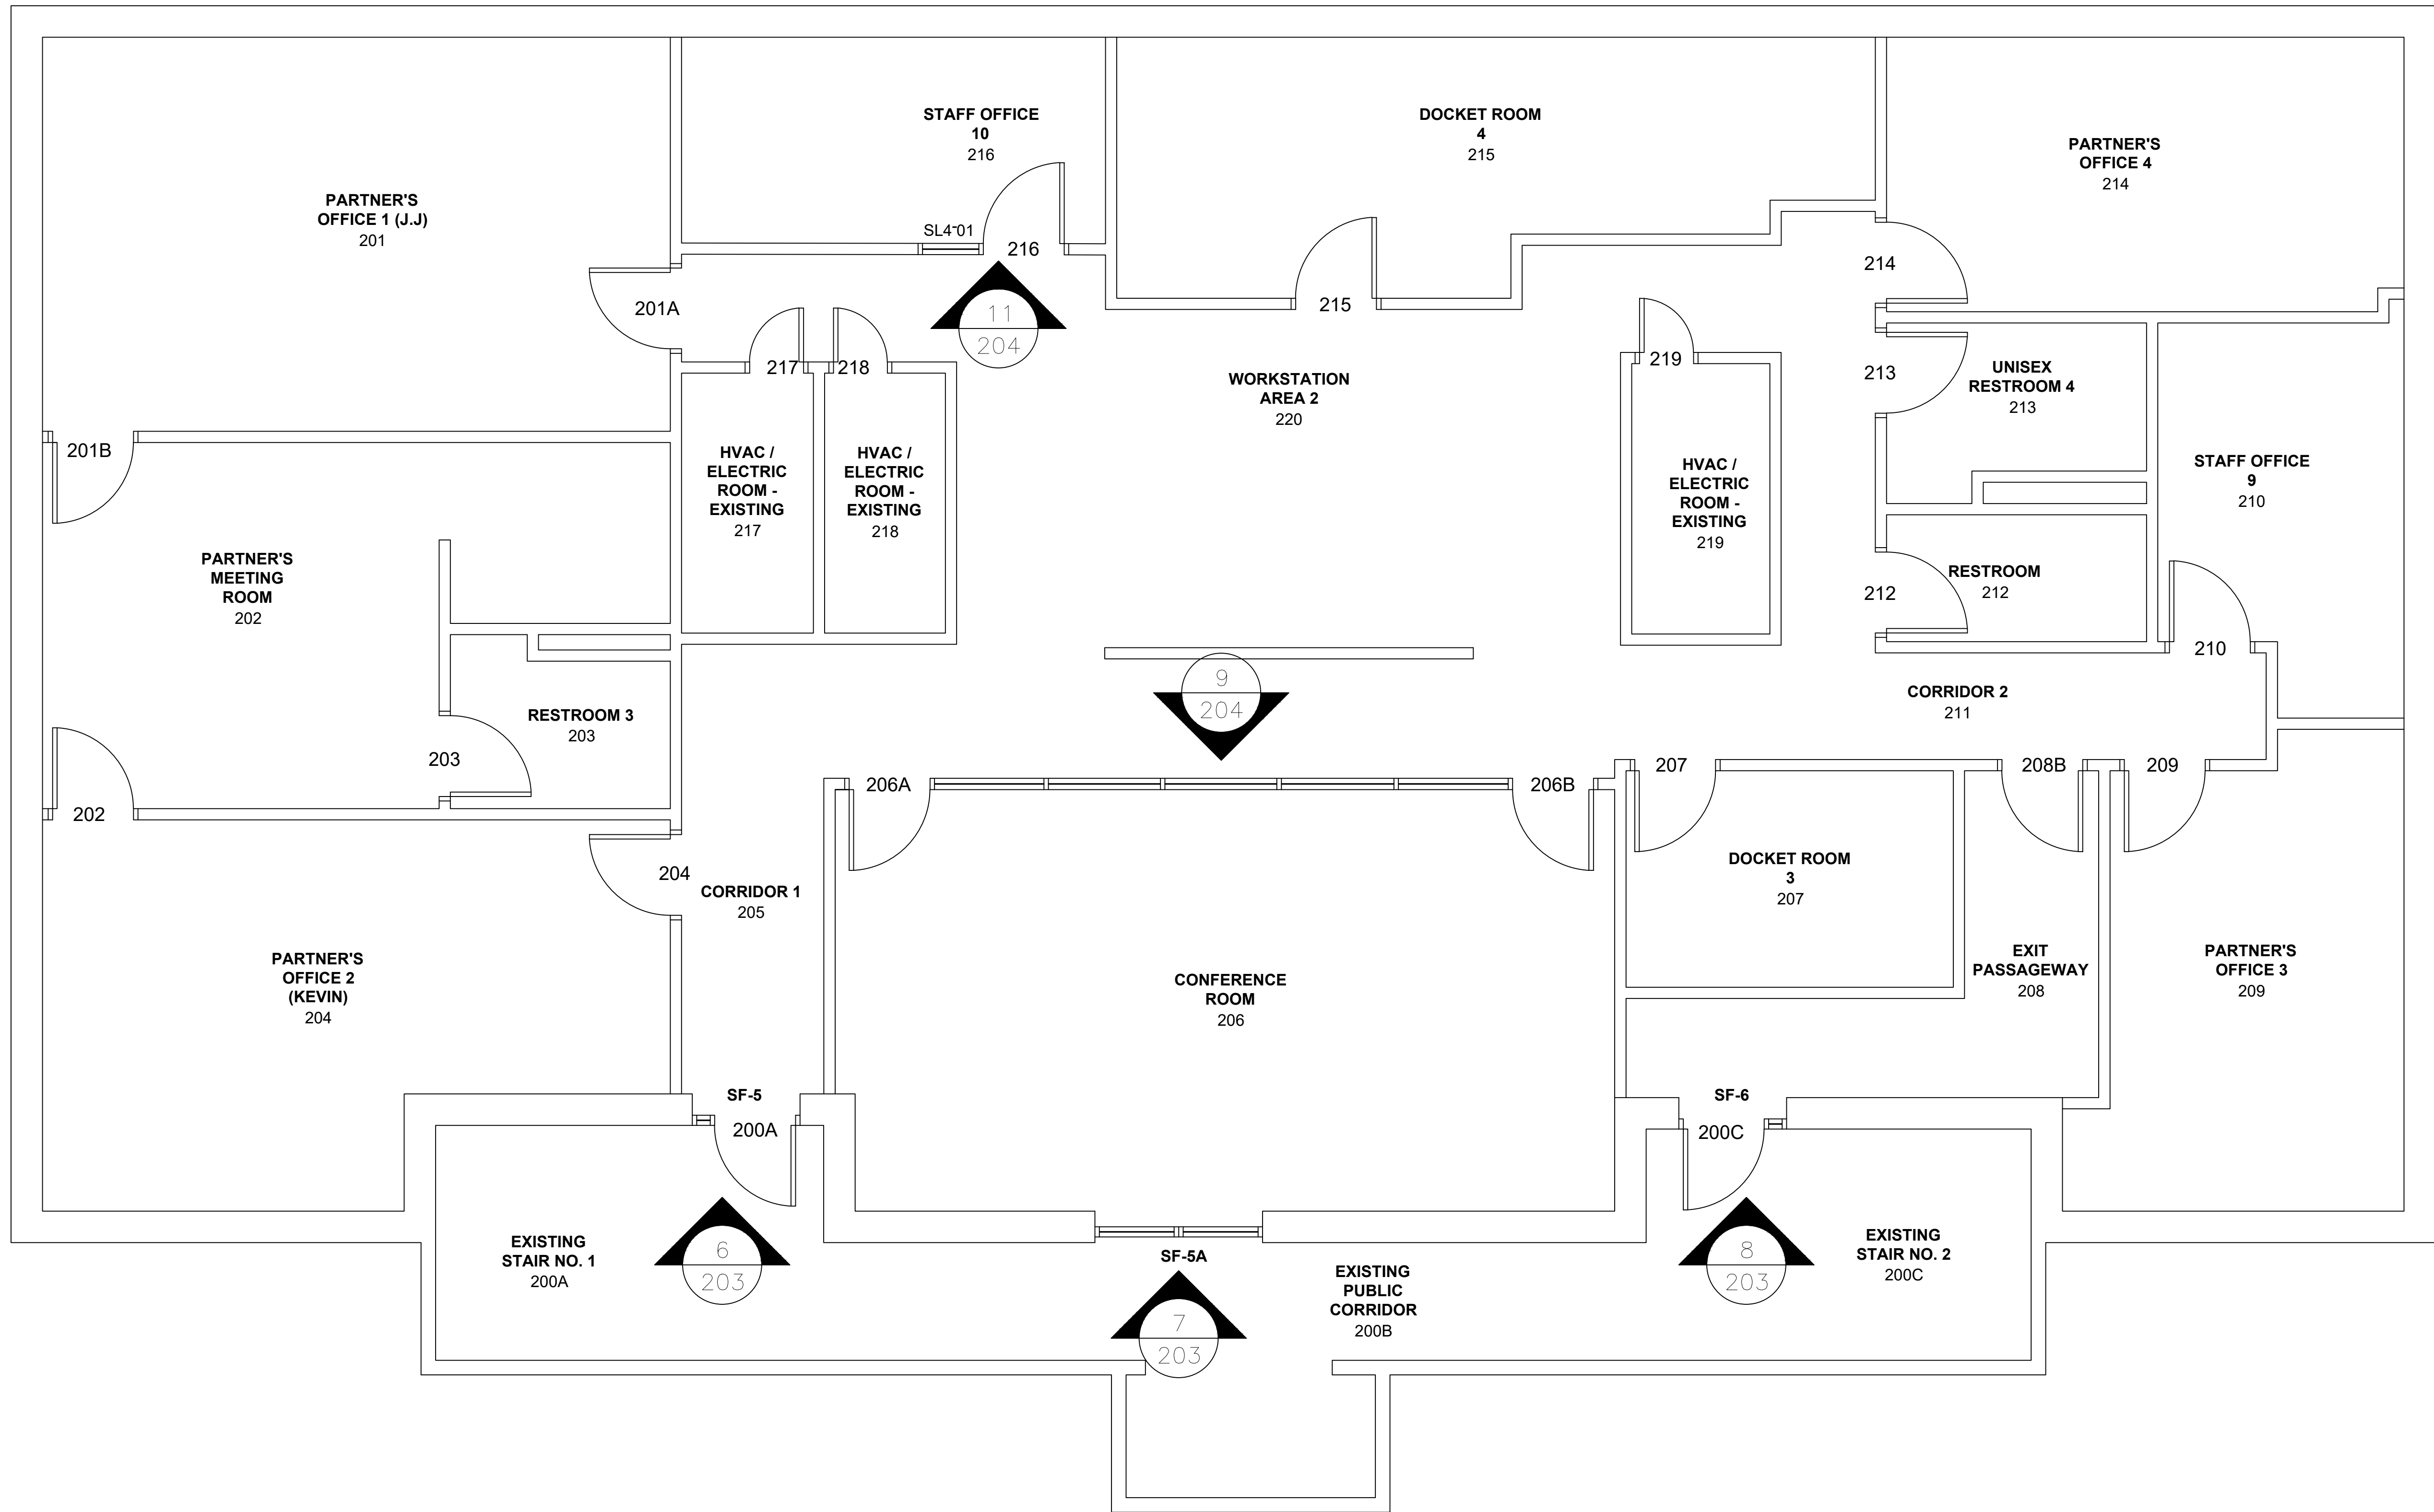 STAFF OFFICE
10
216
DOCKET ROOM
4
215
PARTNER'S
OFFICE 4
214
PARTNER'S
OFFICE 1 (J.J)
201
SL4-01
216
201A
11
204
215
214
217
218
219
213
UNISEX
RESTROOM 4
213
WORKSTATION
AREA 2
220
201B
HVAC /
ELECTRIC
ROOM -
EXISTING
217
HVAC /
ELECTRIC
ROOM -
EXISTING
218
HVAC /
ELECTRIC
ROOM -
EXISTING
219
STAFF OFFICE
9
210
PARTNER'S
MEETING
ROOM
202
RESTROOM
212
212
210
9
204
CORRIDOR 2
211
RESTROOM 3
203
203
202
206A
206B
207
208B
209
204
CORRIDOR 1
205
DOCKET ROOM
3
207
PARTNER'S
OFFICE 2
(KEVIN)
204
CONFERENCE
ROOM
206
EXIT
PASSAGEWAY
208
PARTNER'S
OFFICE 3
209
SF-5
200A
SF-6
200C
EXISTING
STAIR NO. 1
200A
6
203
SF-5A
7
203
EXISTING
PUBLIC
CORRIDOR
200B
8
203
EXISTING
STAIR NO. 2
200C